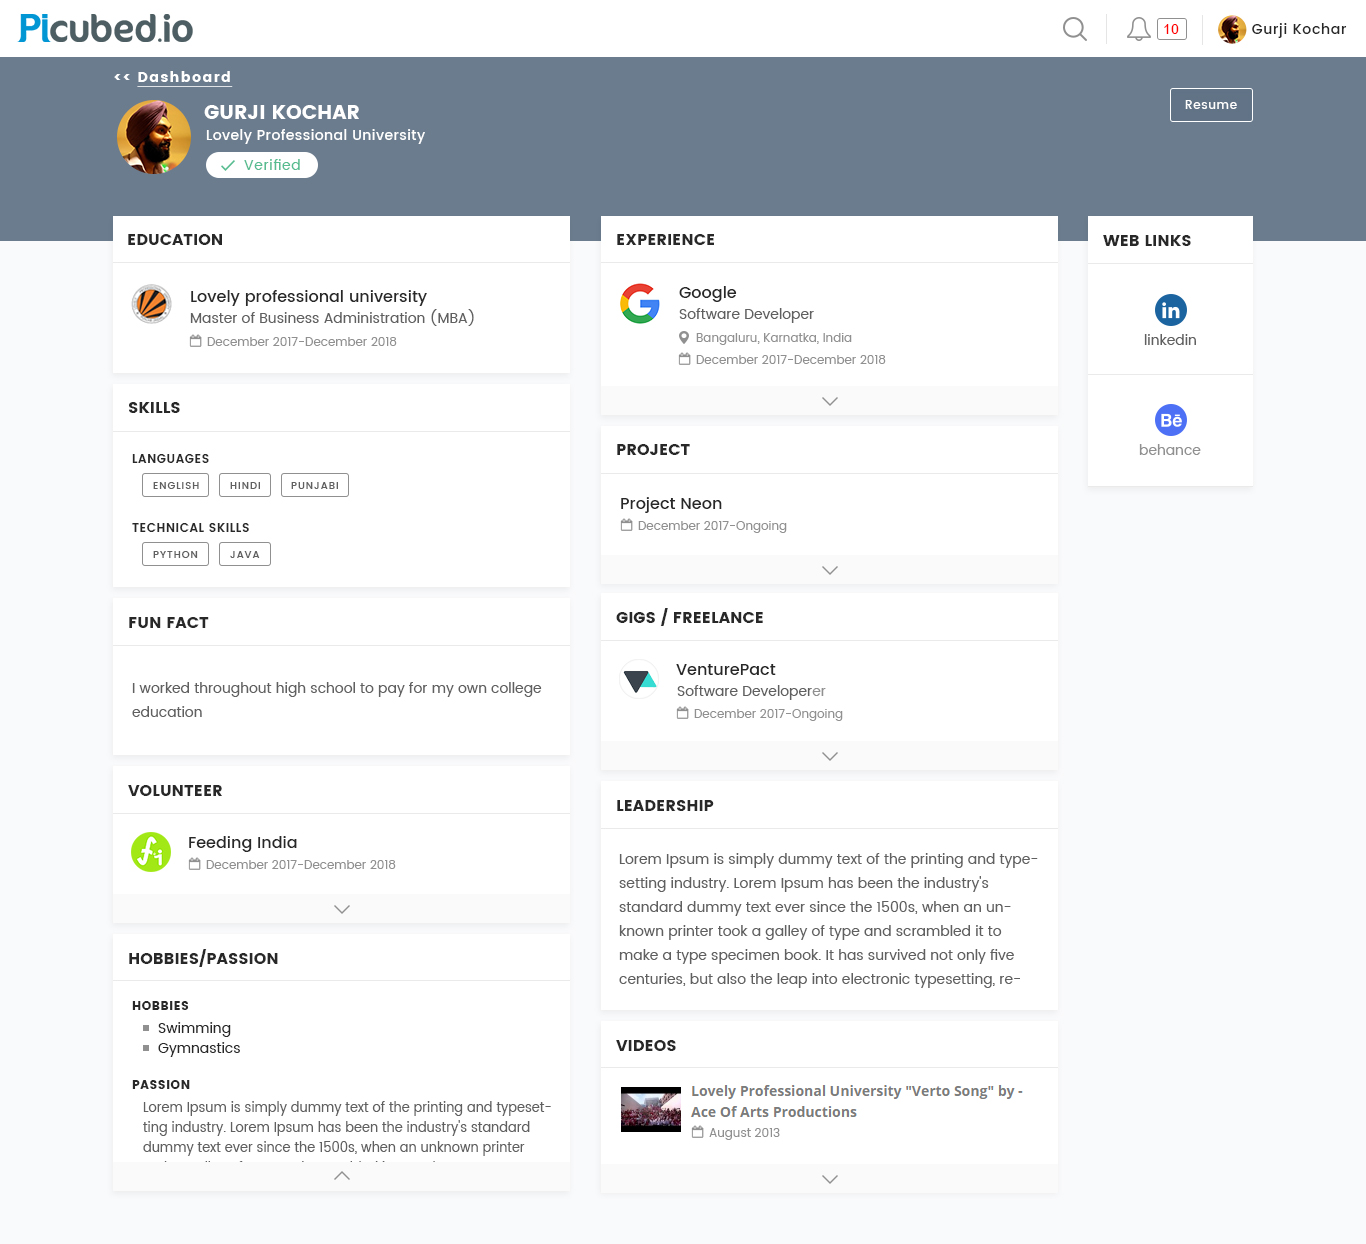 Picubed.io
10
Gurji Kochar
<< Dashboard
GURJI KOCHAR
Lovely Professional University
Verified
Resume
EDUCATION
Lovely professional university
Master of Business Administration (MBA)
December 2017-December 2018
SKILLS
LANGUAGES
ENGLISH HINDI PUNJABI
TECHNICAL SKILLS
PYTHON JAVA
FUN FACT
I worked throughout high school to pay for my own college
education
VOLUNTEER
fi
Feeding India
December 2017-December 2018
HOBBIES/PASSION
HOBBIES
Swimming
Gymnastics
PASSION
Lorem Ipsum is simply dummy text of the printing and typeset-
ting industry. Lorem Ipsum has been the industry's standard
dummy text ever since the 1500s, when an unknown printer
EXPERIENCE
Google
Software Developer
Bangaluru, Karnatka, India
December 2017-December 2018
PROJECT
Project Neon
December 2017-Ongoing
GIGS / FREELANCE
VenturePact
Software Developerer
December 2017-Ongoing
LEADERSHIP
Lorem Ipsum is simply dummy text of the printing and type-
setting industry. Lorem Ipsum has been the industry's
standard dummy text ever since the 1500s, when an un-
known printer took a galley of type and scrambled it to
make a type specimen book. It has survived not only five
centuries, but also the leap into electronic typesetting, re-
VIDEOS
Lovely Professional University "Verto Song" by -
Ace Of Arts Productions
August 2013
WEB LINKS
in
linkedin
Bē
behance